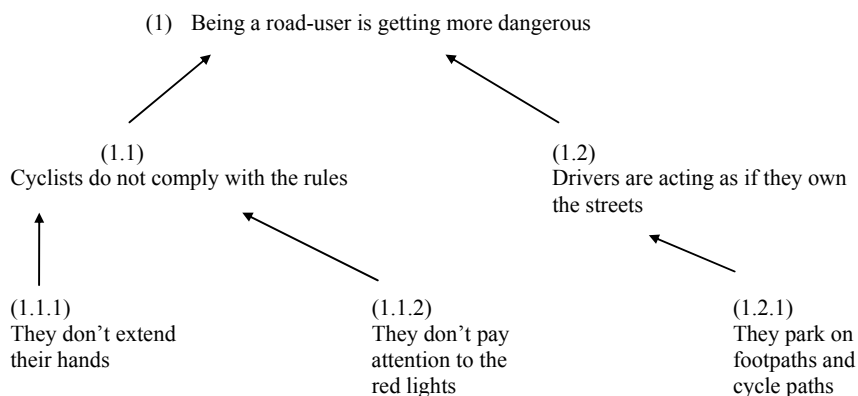 (1) Being a road-user is getting more dangerous
(1.1)
Cyclists do not comply with the rules
(1.2)
Drivers are acting as if they own
the streets
(1.1.1)
They don’t extend
their hands
(1.1.2)
They don’t pay
attention to the
red lights
(1.2.1)
They park on
footpaths and
cycle paths